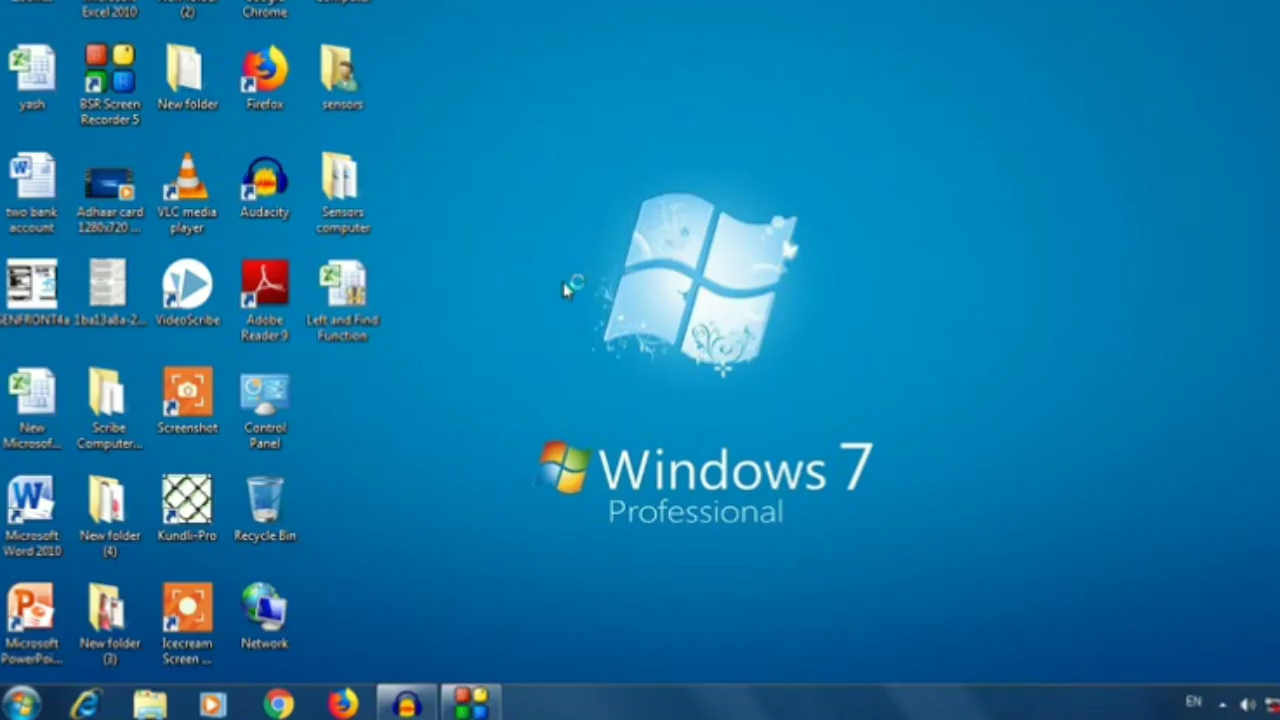 Excel 2010
(2)
Chrome
yash
BSR Screen
Recorder 5
New folder
Firefox
sensors
two bank
account
Adhaar card
1280x720 ...
VLC media
player
Audacity
Sensors
computer
ENFRONT4a
1ba13a8a-2...
VideoScribe
Adobe
Reader 9
Left and Find
Function
New
Microsof...
Scribe
Computer...
Screenshot
Control
Panel
Microsoft
Word 2010
New folder
(4)
Kundli-Pro
Recycle Bin
Microsoft
PowerPoi...
New folder
(3)
Icecream
Screen ...
Network
Windows 7
Professional
EN